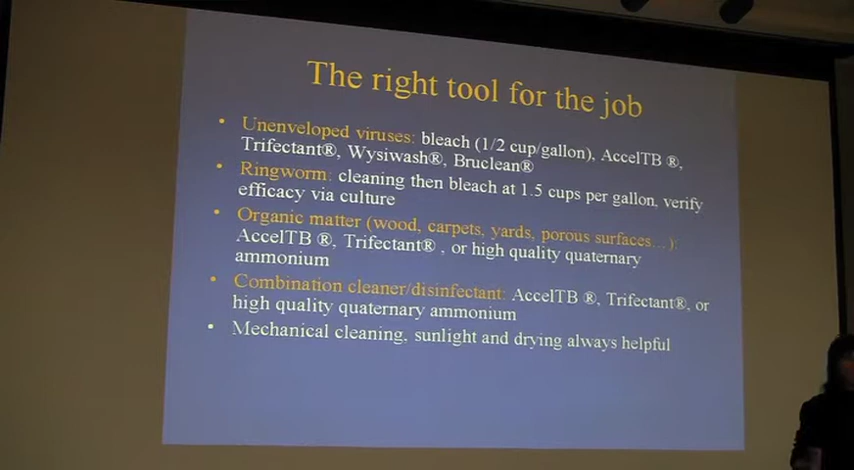 The right tool for the job
• Unenveloped viruses: bleach (1/2 cup/gallon), AccelTB ®,
Trifectant®, Wysiwash®, Bruclean®
• Ringworm: cleaning then bleach at 1.5 cups per gallon, verify
efficacy via culture
• Organic matter (wood, carpets, yards, porous surfaces...):
AccelTB ®, Trifectant® , or high quality quaternary
ammonium
• Combination cleaner/disinfectant: AccelTB ®, Trifectant®, or
high quality quaternary ammonium
• Mechanical cleaning, sunlight and drying always helpful